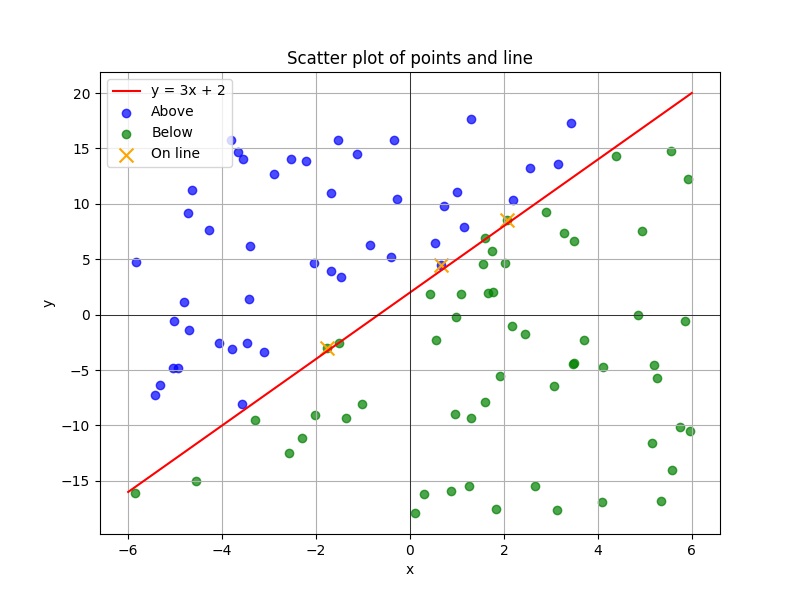 Scatter plot of points and line
y = 3x + 2
Above
Below
On line
20
15
10
5
0
−5
−10
−15
y
−6 −4 −2 0 2 4 6
x